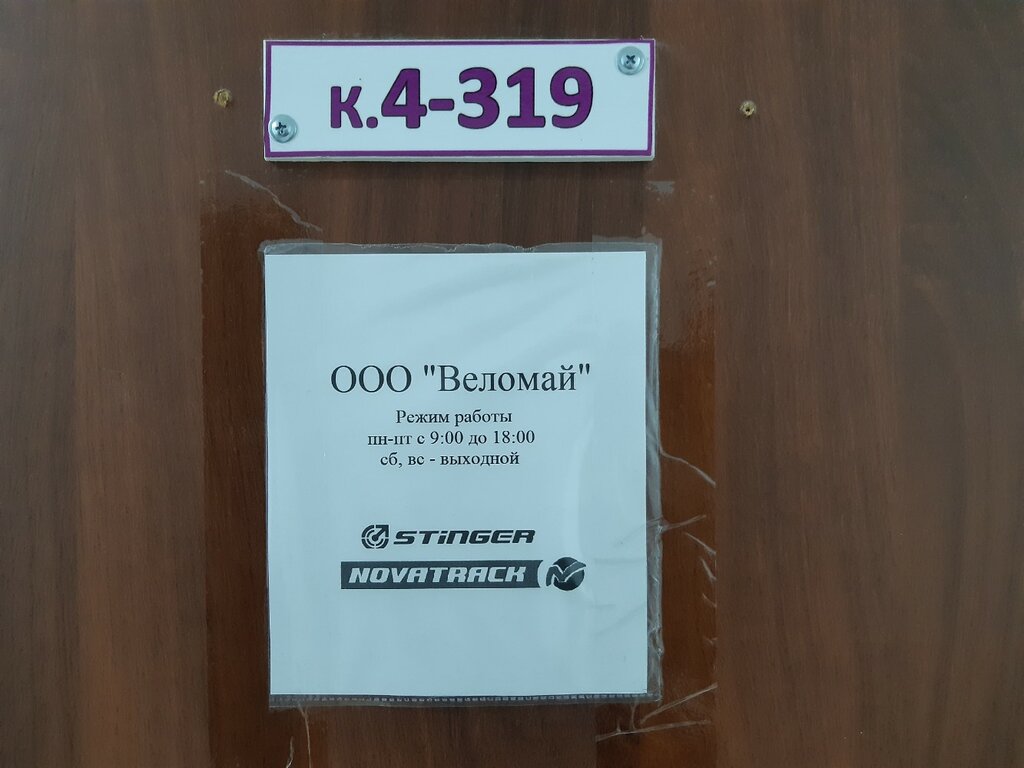 к.4-319
ООО "Веломай"
Режим работы
пн-пт с 9:00 до 18:00
сб, вс - выходной
STINGER
NOVATRACK